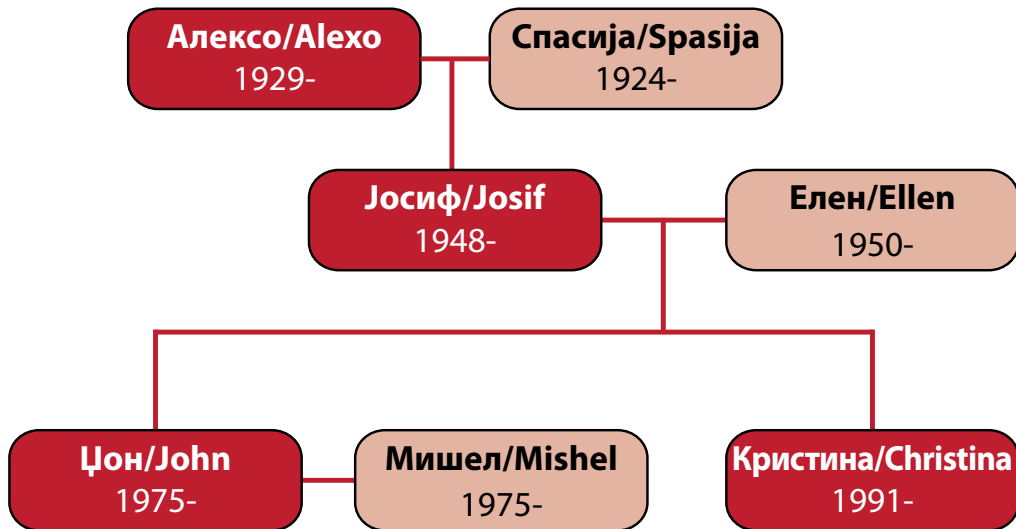 Алексо/Alexo
1929-
Спасија/Spasija
1924-
Јосиф/Josif
1948-
Елен/Ellen
1950-
Џон/John
1975-
Мишел/Mishel
1975-
Кристина/Christina
1991-